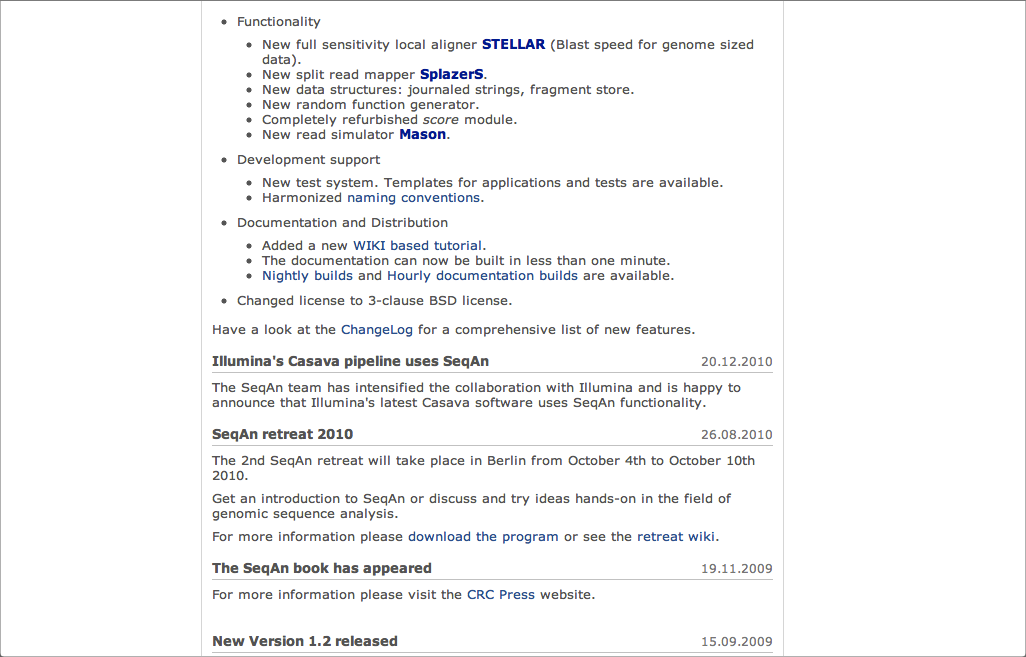 Functionality
New full sensitivity local aligner STELLAR (Blast speed for genome sized
data).
New split read mapper SplazerS.
New data structures: journaled strings, fragment store.
New random function generator.
Completely refurbished score module.
New read simulator Mason.
Development support
New test system. Templates for applications and tests are available.
Harmonized naming conventions.
Documentation and Distribution
Added a new WIKI based tutorial.
The documentation can now be built in less than one minute.
Nightly builds and Hourly documentation builds are available.
Changed license to 3-clause BSD license.
Have a look at the ChangeLog for a comprehensive list of new features.
Illumina's Casava pipeline uses SeqAn 20.12.2010
The SeqAn team has intensified the collaboration with Illumina and is happy to
announce that Illumina's latest Casava software uses SeqAn functionality.
SeqAn retreat 2010 26.08.2010
The 2nd SeqAn retreat will take place in Berlin from October 4th to October 10th
2010.
Get an introduction to SeqAn or discuss and try ideas hands-on in the field of
genomic sequence analysis.
For more information please download the program or see the retreat wiki.
The SeqAn book has appeared 19.11.2009
For more information please visit the CRC Press website.
New Version 1.2 released 15.09.2009